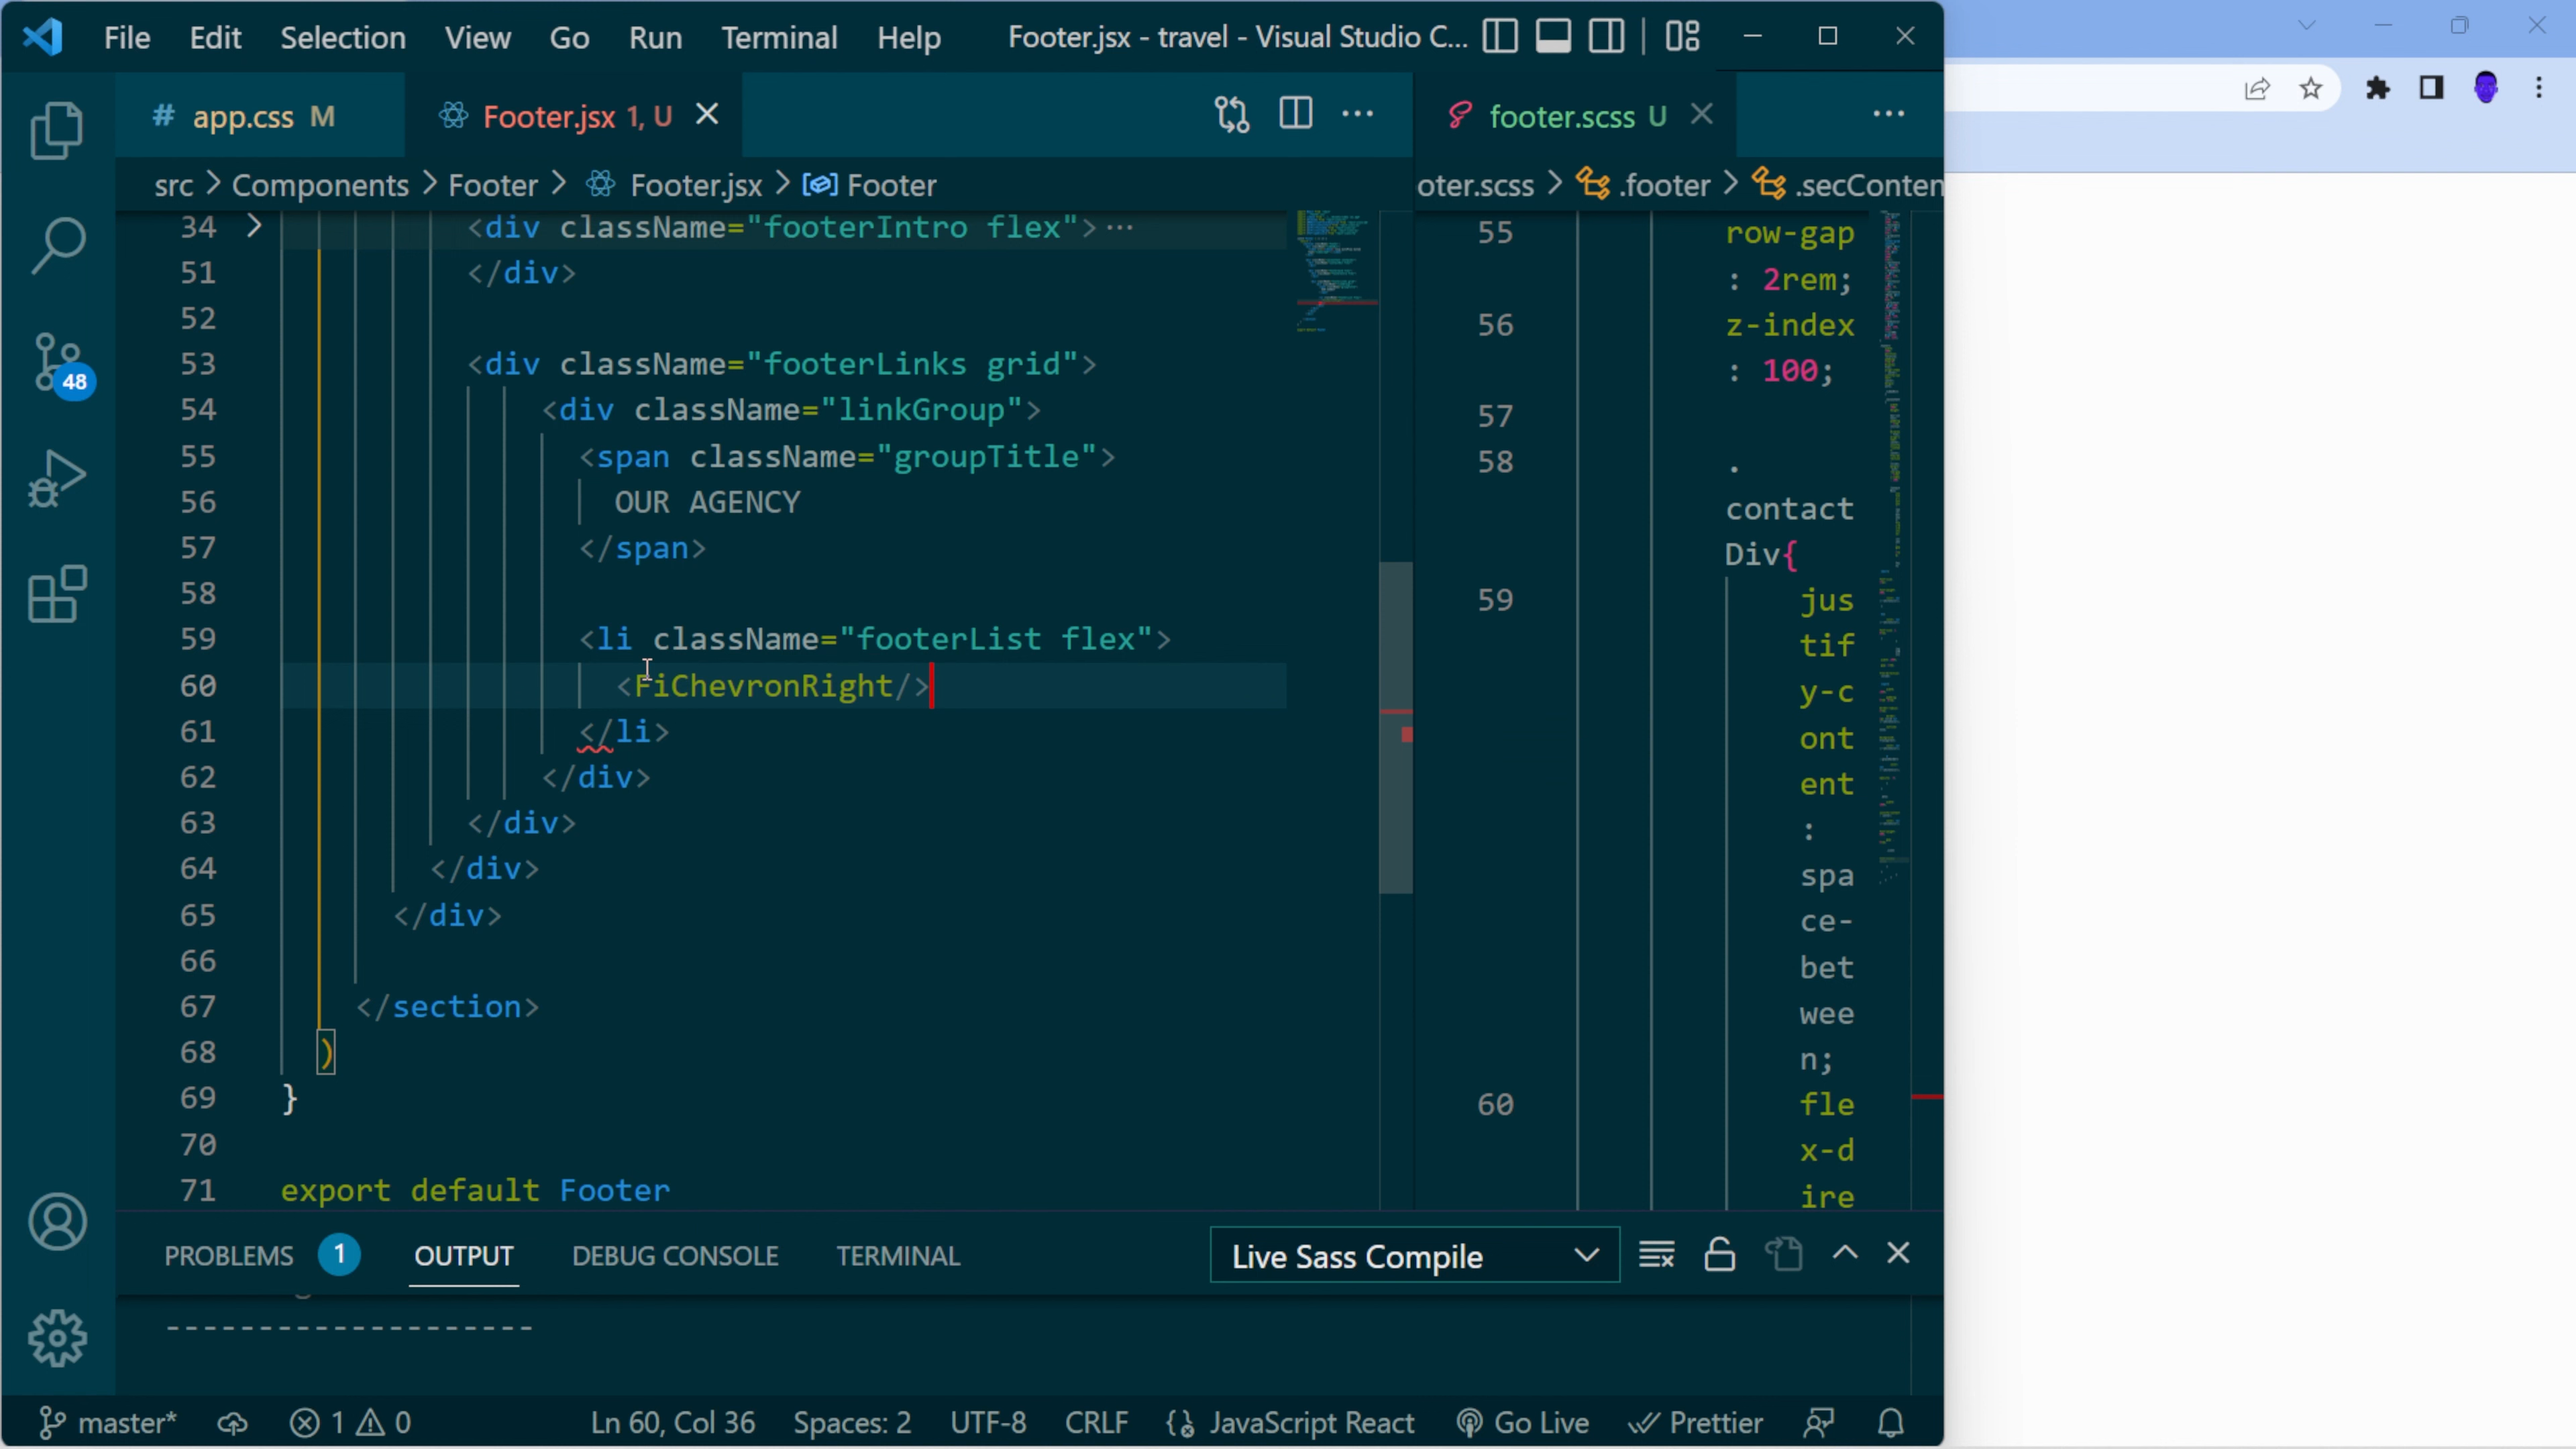 File Edit Selection View Go Run Terminal Help Footer.jsx - travel - Visual Studio C...
# app.css M Footer.jsx 1, U
footer.scss U
src > Components > Footer > Footer.jsx > Footer
oter.scss > .footer > .secConten
34 <div className="footerIntro flex">...
51 </div>
52
53 <div className="footerLinks grid">
54 <div className="linkGroup">
55 <span className="groupTitle">
56 OUR AGENCY
57 </span>
58
59 <li className="footerList flex">
60 <FiChevronRight/>
61 </li>
62 </div>
63 </div>
64 </div>
65 </div>
66
67 </section>
68 )
69 }
70
71 export default Footer
55 row-gap
: 2rem;
56 z-index
: 100;
57
58 .
contact
Div{
59 jus
tif
y-c
ont
ent
:
spa
ce-
bet
wee
n;
60 fle
x-d
ire
48
PROBLEMS 1 OUTPUT DEBUG CONSOLE TERMINAL Live Sass Compile
--------------------
master* 1 0 Ln 60, Col 36 Spaces: 2 UTF-8 CRLF JavaScript React Go Live Prettier